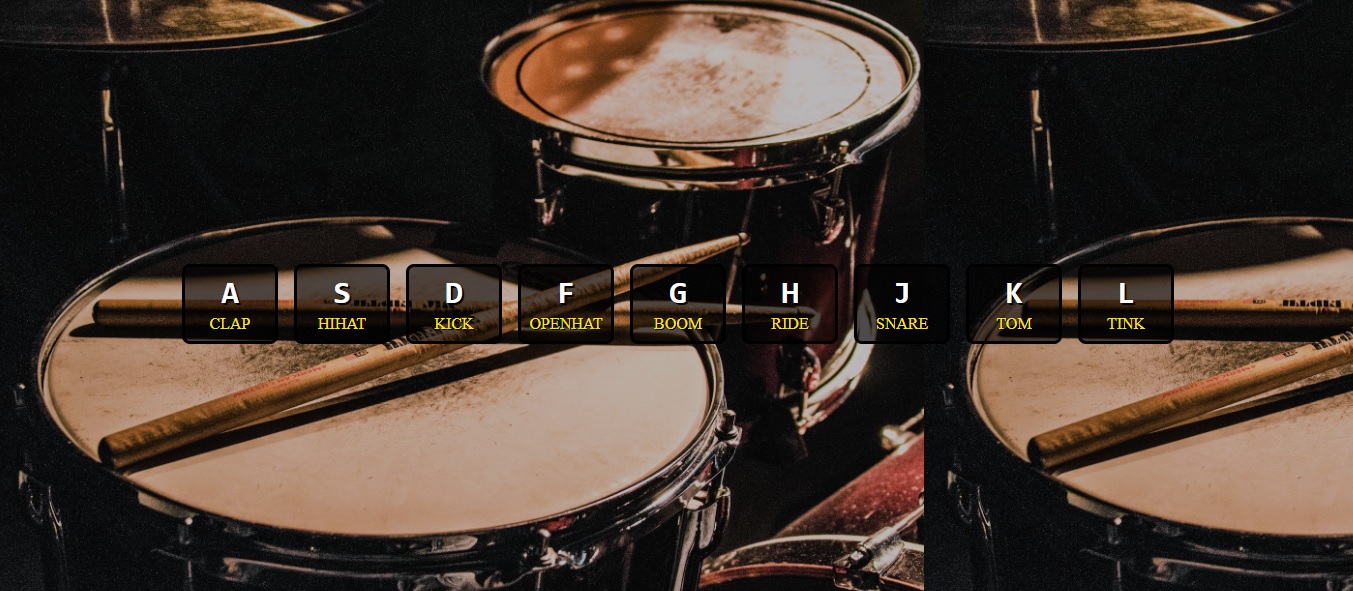 A S D F G H J K L
CLAP HIHAT KICK OPENHAT BOOM RIDE SNARE TOM TINK